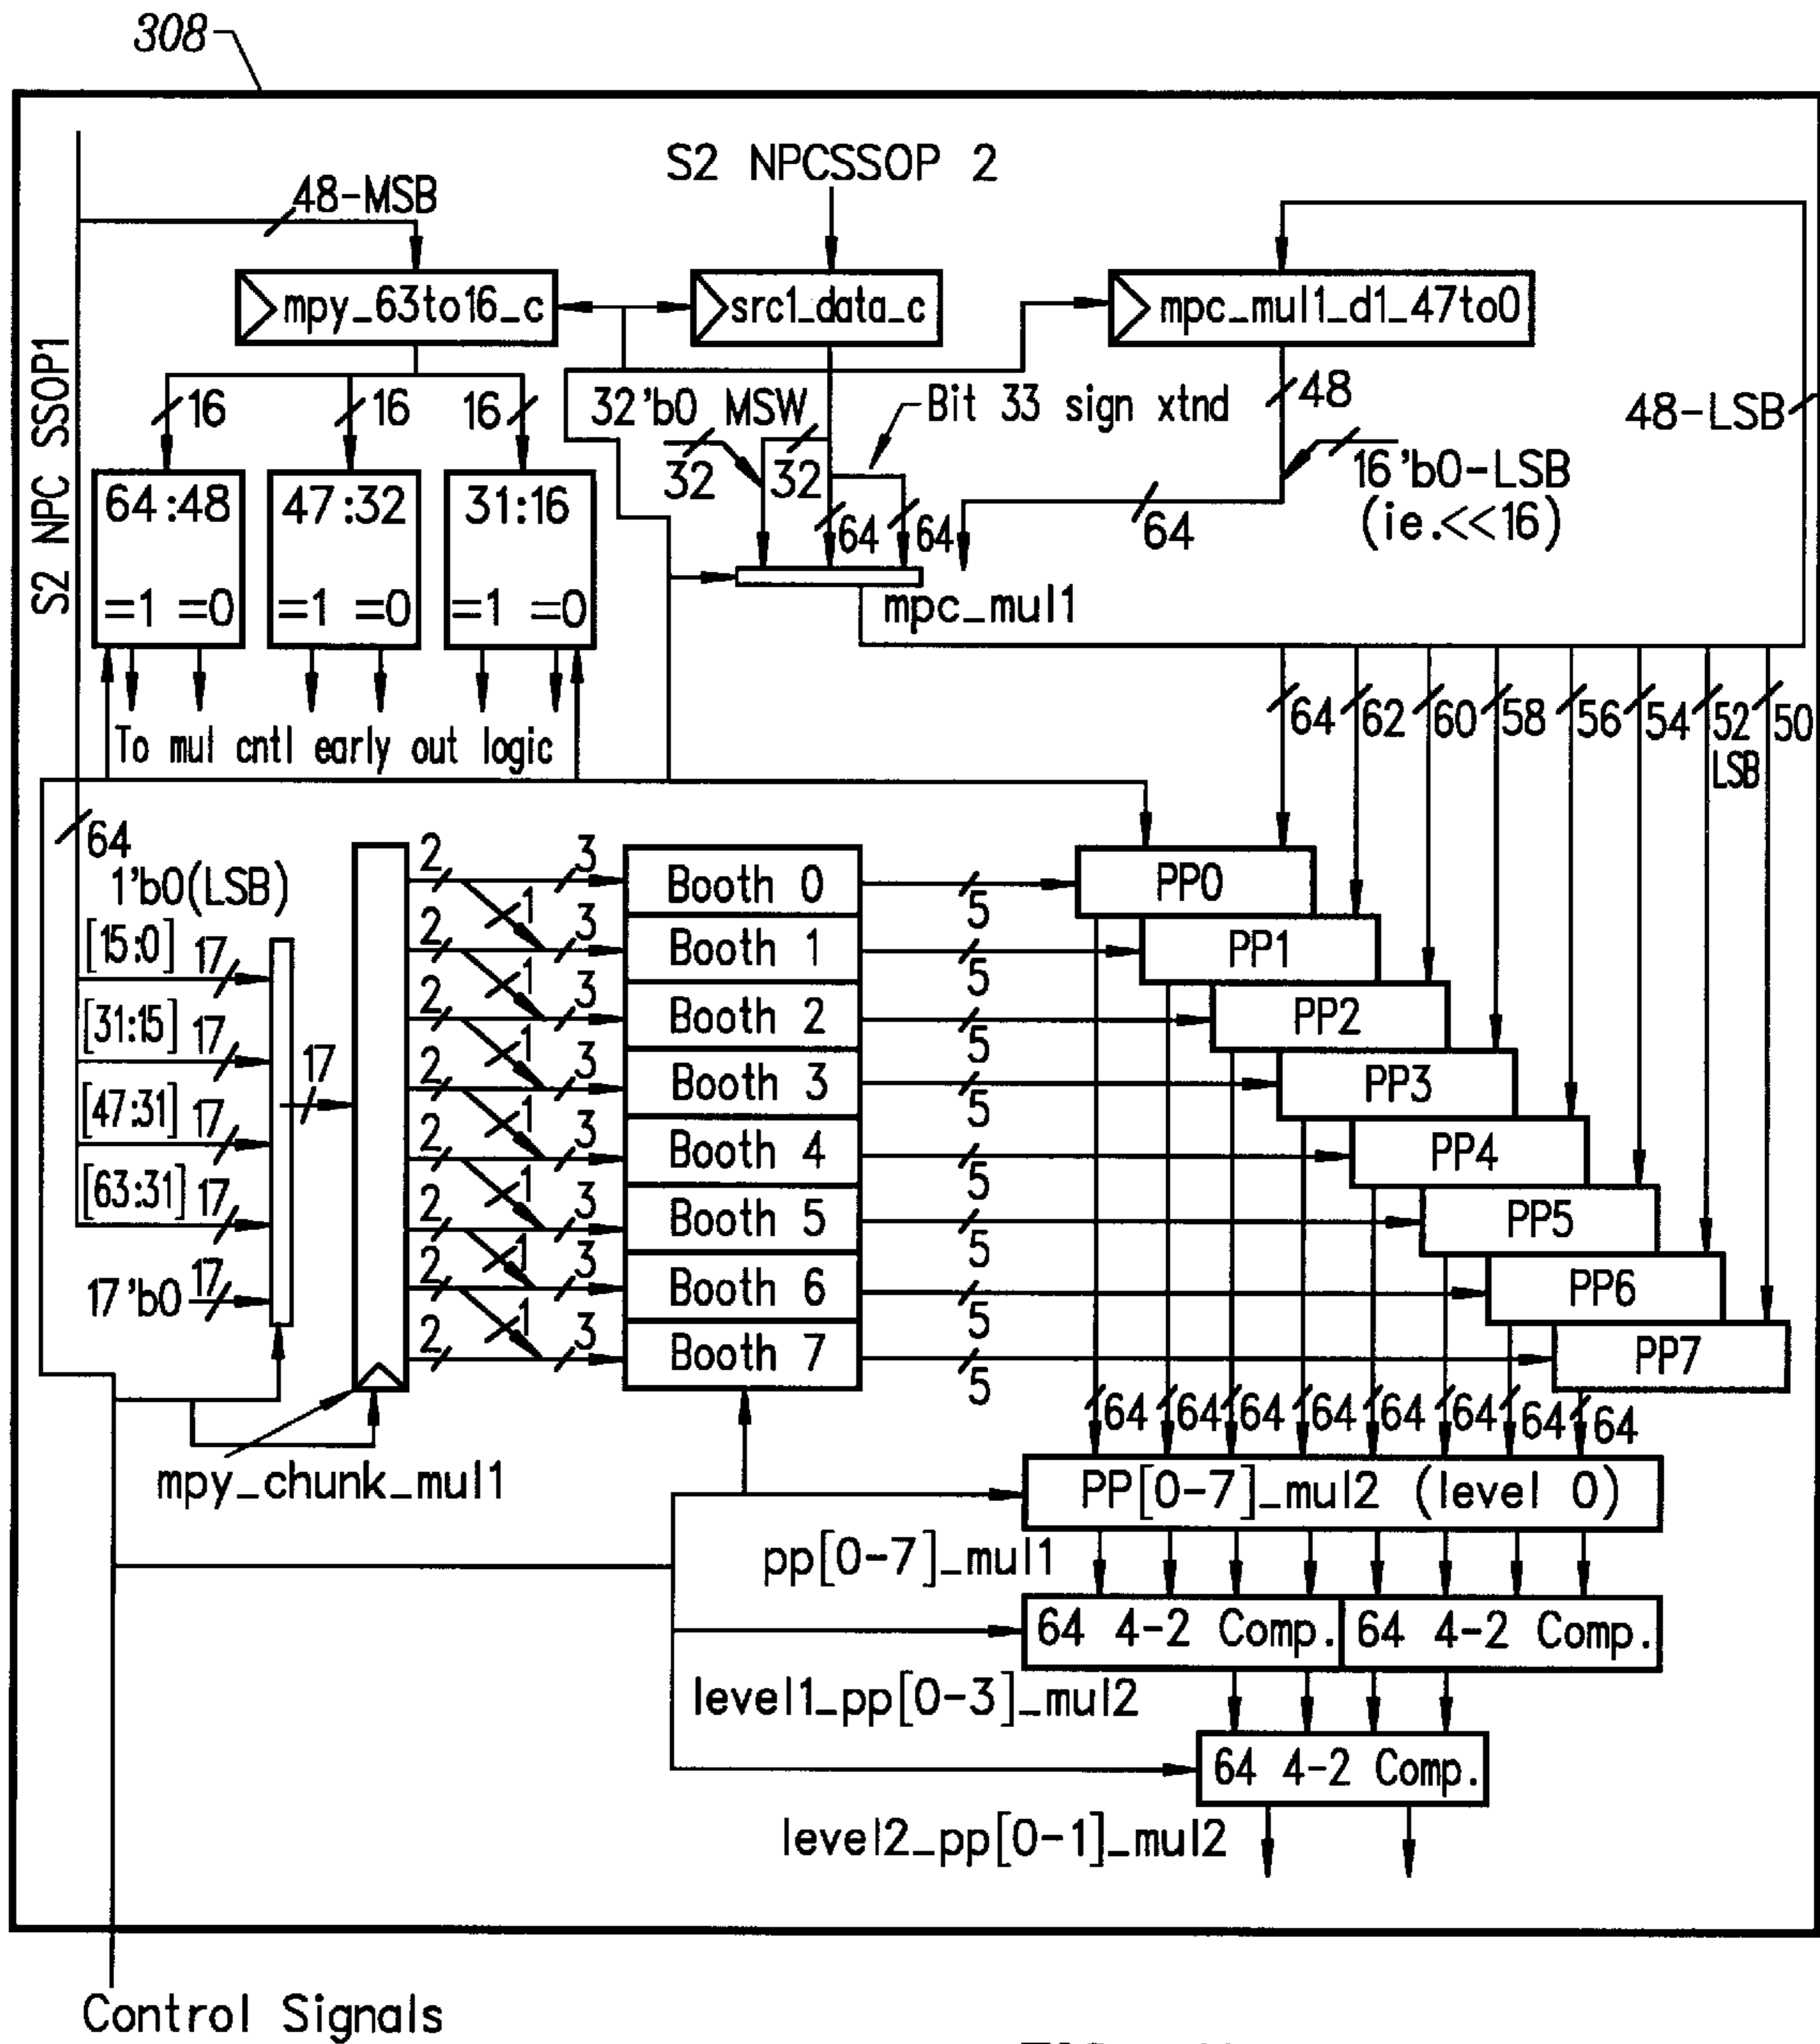 308
S2 NPCSSOP 2
48-MSB
S2 NPC SSOP1
mpy_63to16_c
src1_data_c
mpc_mul1_d1_47to0
16
16
16
32'b0 MSW
Bit 33 sign xtnd
48
48-LSB
32
32
16'b0-LSB
(ie.<<16)
64:48
=1 =0
47:32
=1 =0
31:16
=1 =0
64
64
64
mpc_mul1
To mul cntl early out logic
64
62
60
58
56
54
52
LSB
50
64
1'b0(LSB)
[15:0]
17
[31:15]
17
[47:31]
17
[63:31]
17
17'b0
17
17
2
3
Booth 0
5
PP0
1
2
3
Booth 1
5
PP1
1
2
3
Booth 2
5
PP2
1
2
3
Booth 3
5
PP3
1
2
3
Booth 4
5
PP4
1
2
3
Booth 5
5
PP5
1
2
3
Booth 6
5
PP6
1
2
3
Booth 7
5
PP7
64
64
64
64
64
64
64
64
mpy_chunk_mul1
PP[0-7]_mul2 (level 0)
pp[0-7]_mul1
64 4-2 Comp.
64 4-2 Comp.
level1_pp[0-3]_mul2
64 4-2 Comp.
level2_pp[0-1]_mul2
Control Signals